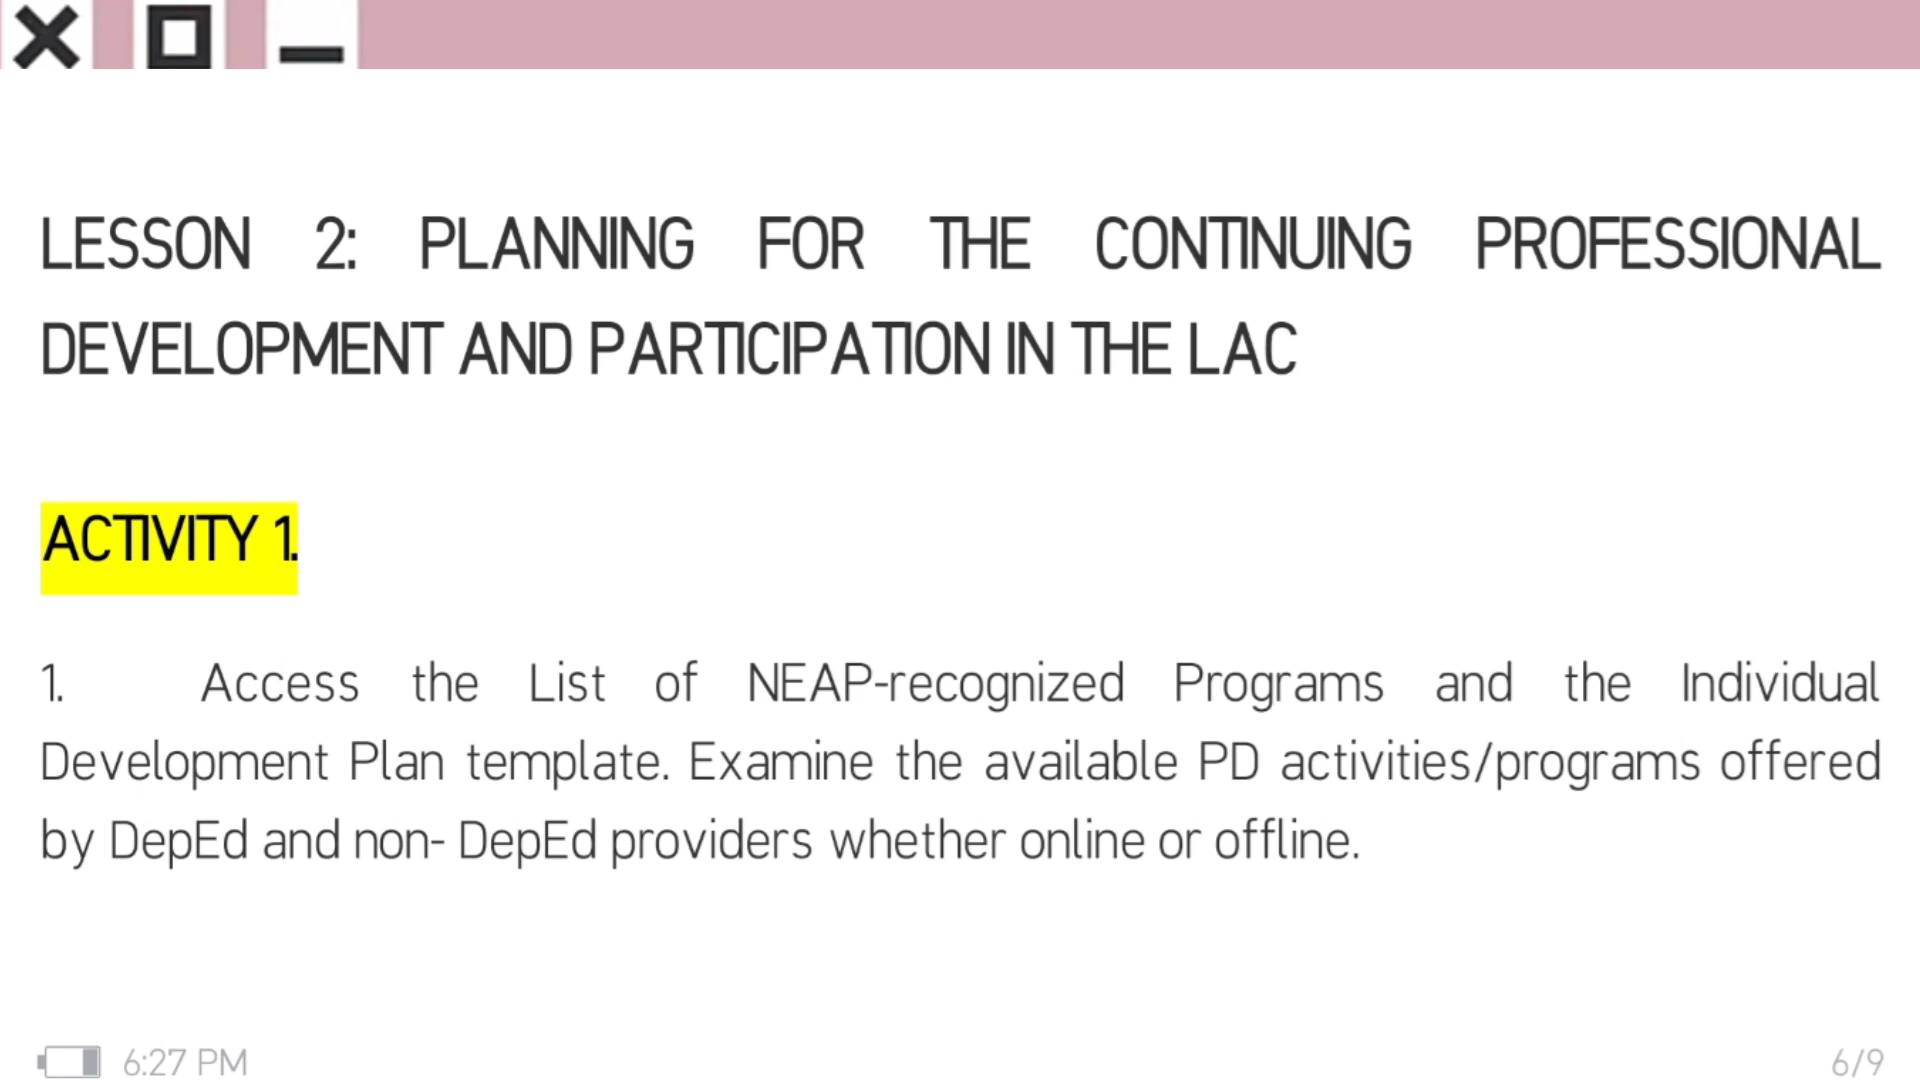 LESSON 2: PLANNING FOR THE CONTINUING PROFESSIONAL
DEVELOPMENT AND PARTICIPATION IN THE LAC
ACTIVITY 1.
1. Access the List of NEAP-recognized Programs and the Individual
Development Plan template. Examine the available PD activities/programs offered
by DepEd and non- DepEd providers whether online or offline.
6:27 PM
6/9